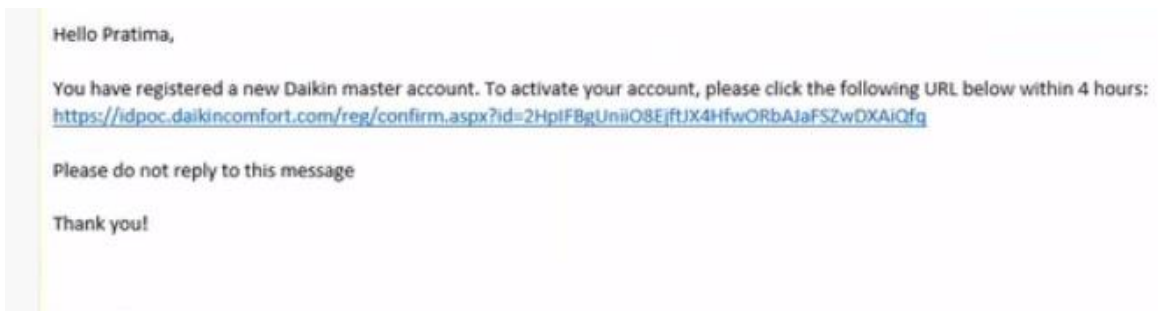 Hello Pratima,
You have registered a new Daikin master account. To activate your account, please click the following URL below within 4 hours:
https://idpoc.daikincomfort.com/reg/confirm.aspx?id=2HpIFBgUniiO8EjftJX4HfwORbAJaFSZwDXAiQfq
Please do not reply to this message
Thank you!